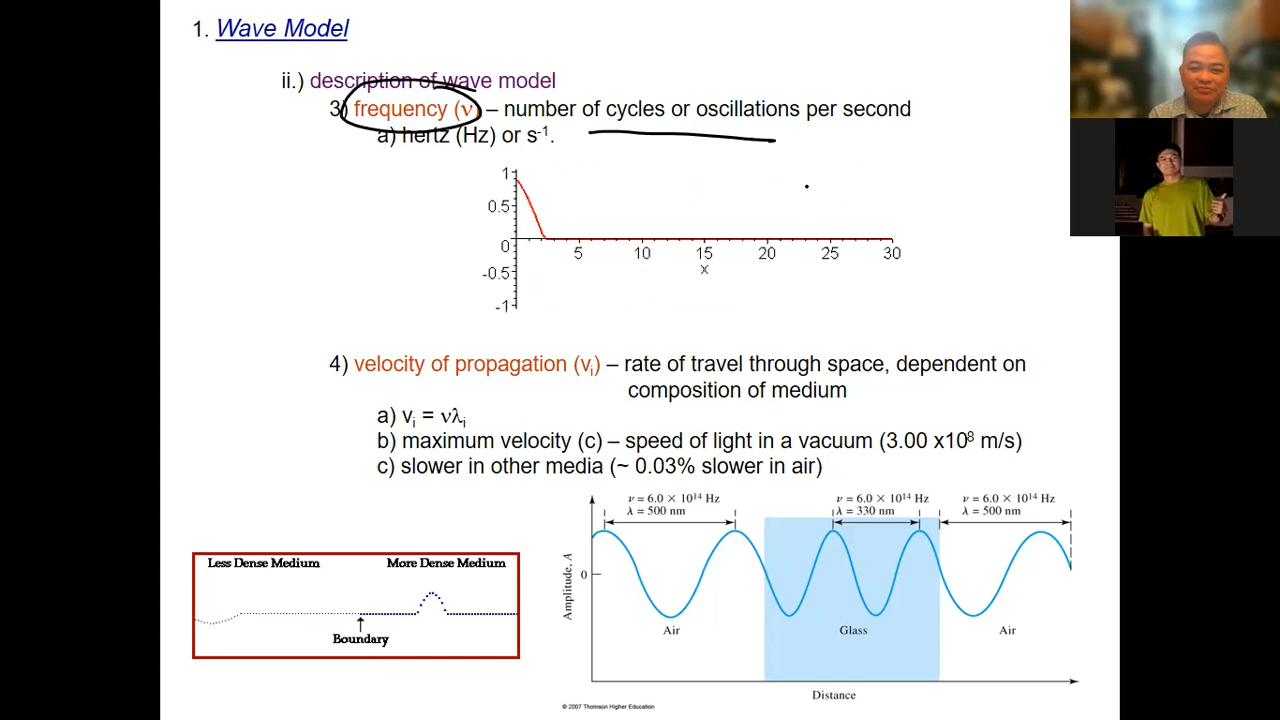 1. Wave Model
ii.) description of wave model
3) frequency (ν) – number of cycles or oscillations per second
a) hertz (Hz) or s⁻¹.
1
0.5
0
-0.5
-1
5 10 15 20 25 30
x
4) velocity of propagation (vᵢ) – rate of travel through space, dependent on
composition of medium
a) vᵢ = νλᵢ
b) maximum velocity (c) – speed of light in a vacuum (3.00 x10⁸ m/s)
c) slower in other media (~ 0.03% slower in air)
Less Dense Medium More Dense Medium
Boundary
ν = 6.0 × 10¹⁴ Hz ν = 6.0 × 10¹⁴ Hz ν = 6.0 × 10¹⁴ Hz
λ = 500 nm λ = 330 nm λ = 500 nm
Amplitude, A
0
Air Glass Air
Distance
© 2007 Thomson Higher Education